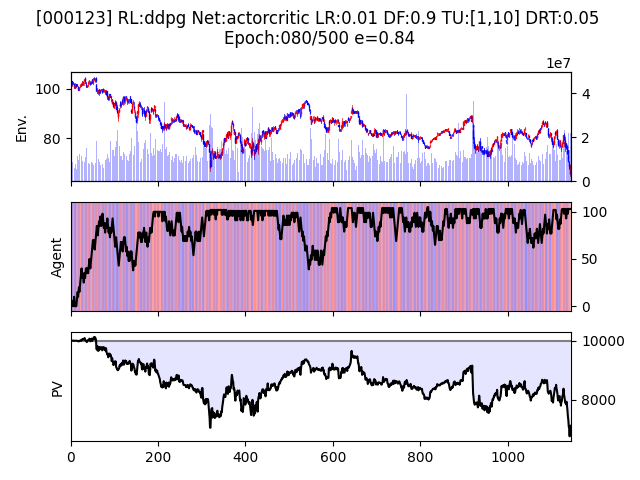 [000123] RL:ddpg Net:actorcritic LR:0.01 DF:0.9 TU:[1,10] DRT:0.05
Epoch:080/500 e=0.84
1e7
Env.
100
80
4
2
0
Agent
100
50
0
PV
10000
8000
0 200 400 600 800 1000